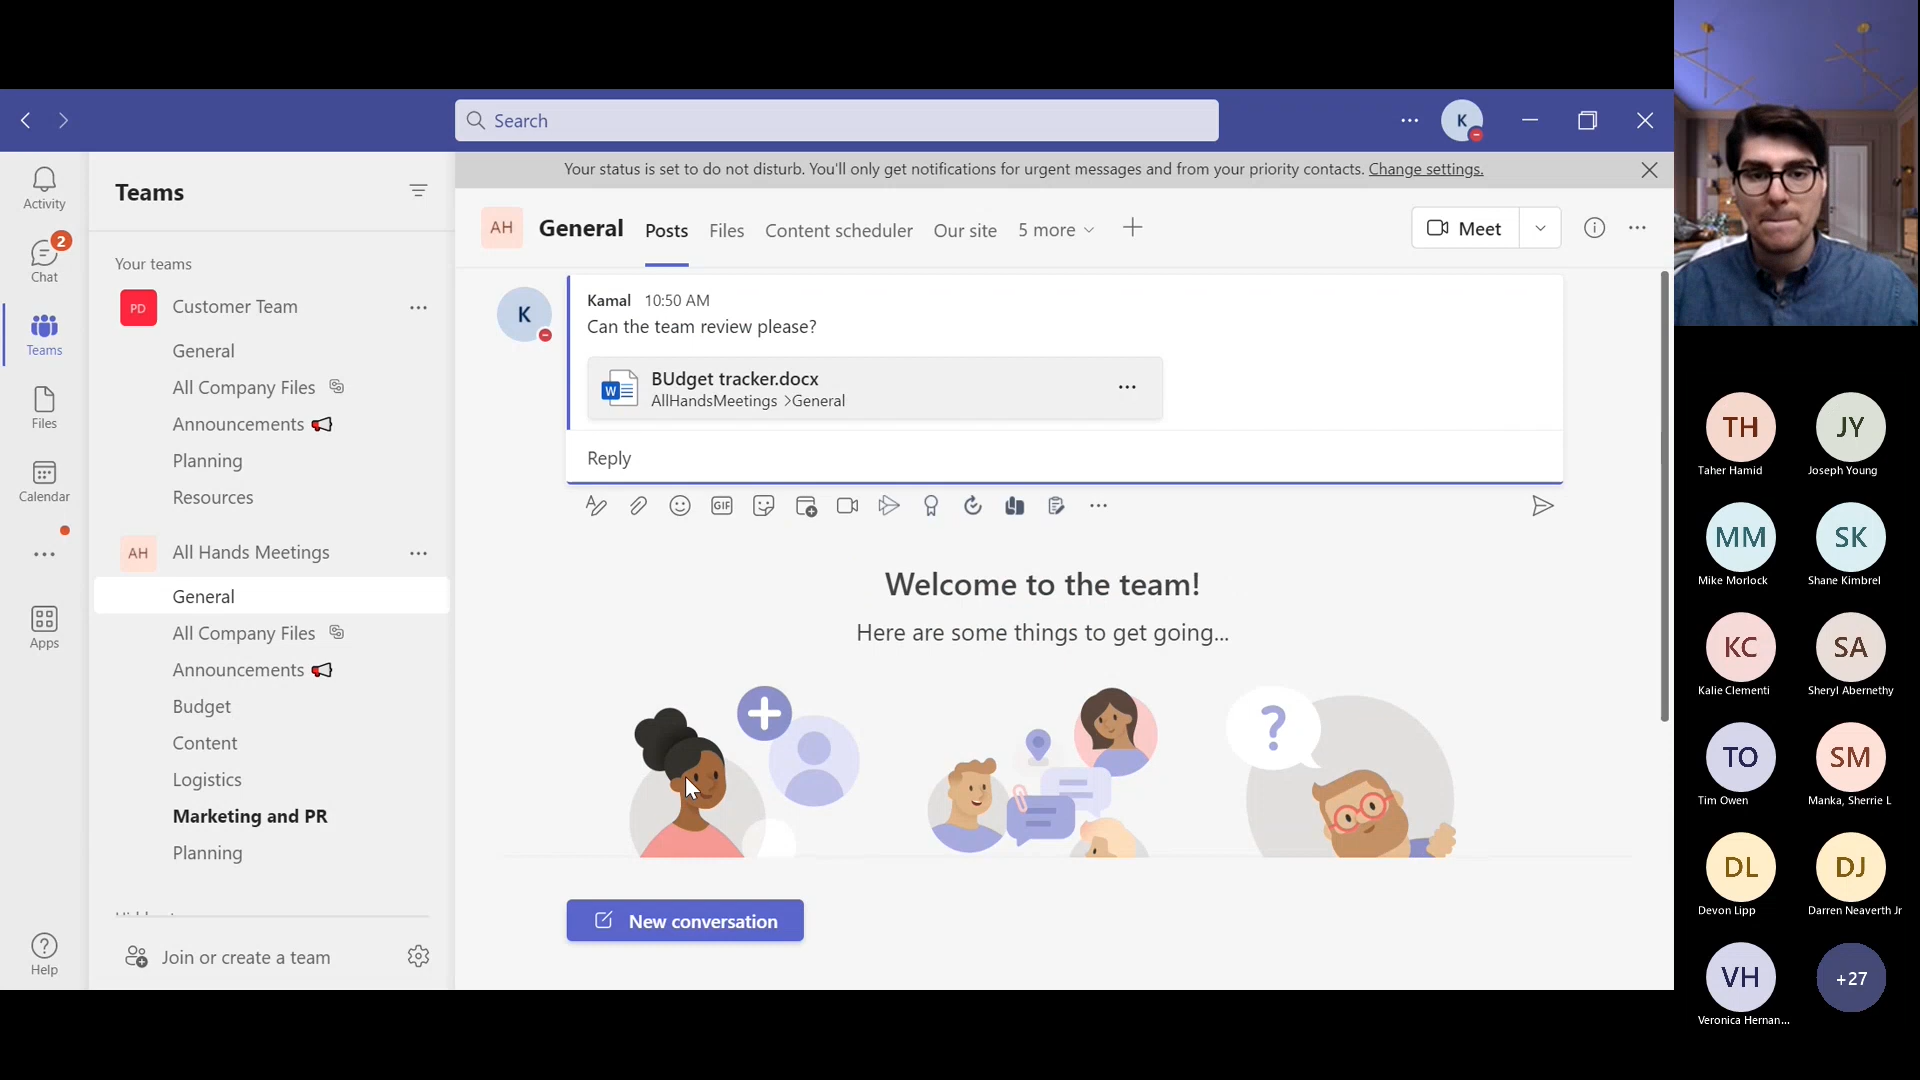 Search
K
Your status is set to do not disturb. You'll only get notifications for urgent messages and from your priority contacts. Change settings.
Activity
2
Chat
Teams
Files
Calendar
Apps
Help
Teams
Your teams
PD Customer Team
General
All Company Files
Announcements
Planning
Resources
AH All Hands Meetings
General
All Company Files
Announcements
Budget
Content
Logistics
Marketing and PR
Planning
Join or create a team
AH General Posts Files Content scheduler Our site 5 more
Meet
K
Kamal 10:50 AM
Can the team review please?
W
BUdget tracker.docx
AllHandsMeetings >General
Reply
GIF
Welcome to the team!
Here are some things to get going...
?
New conversation
TH JY
Taher Hamid Joseph Young
MM SK
Mike Morlock Shane Kimbrel
KC SA
Kalie Clementi Sheryl Abernethy
TO SM
Tim Owen Manka, Sherrie L
DL DJ
Devon Lipp Darren Neaverth Jr
VH +27
Veronica Hernan...